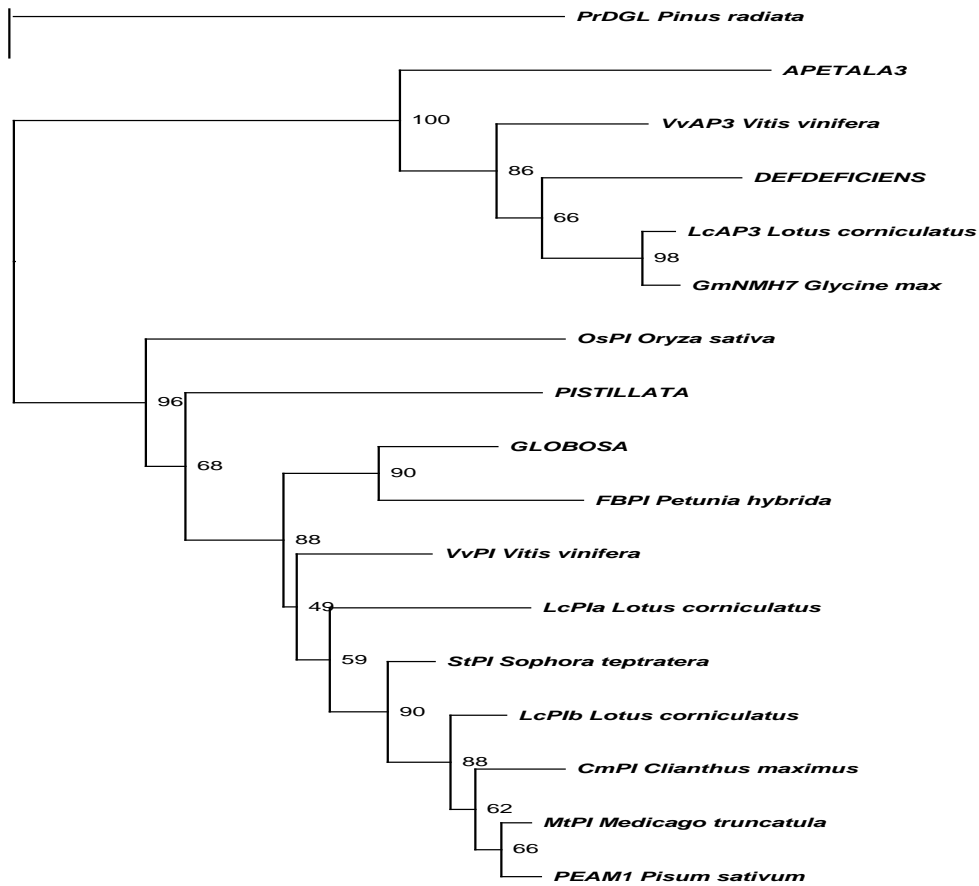 PrDGL Pinus radiata
APETALA3
100
VvAP3 Vitis vinifera
86
DEFDEFICIENS
66
LcAP3 Lotus corniculatus
98
GmNMH7 Glycine max
OsPI Oryza sativa
PISTILLATA
96
GLOBOSA
68
90
FBPI Petunia hybrida
88
VvPI Vitis vinifera
49
LcPIa Lotus corniculatus
59
StPI Sophora teptratera
90
LcPIb Lotus corniculatus
88
CmPI Clianthus maximus
62
MtPI Medicago truncatula
66
PEAM1 Pisum sativum